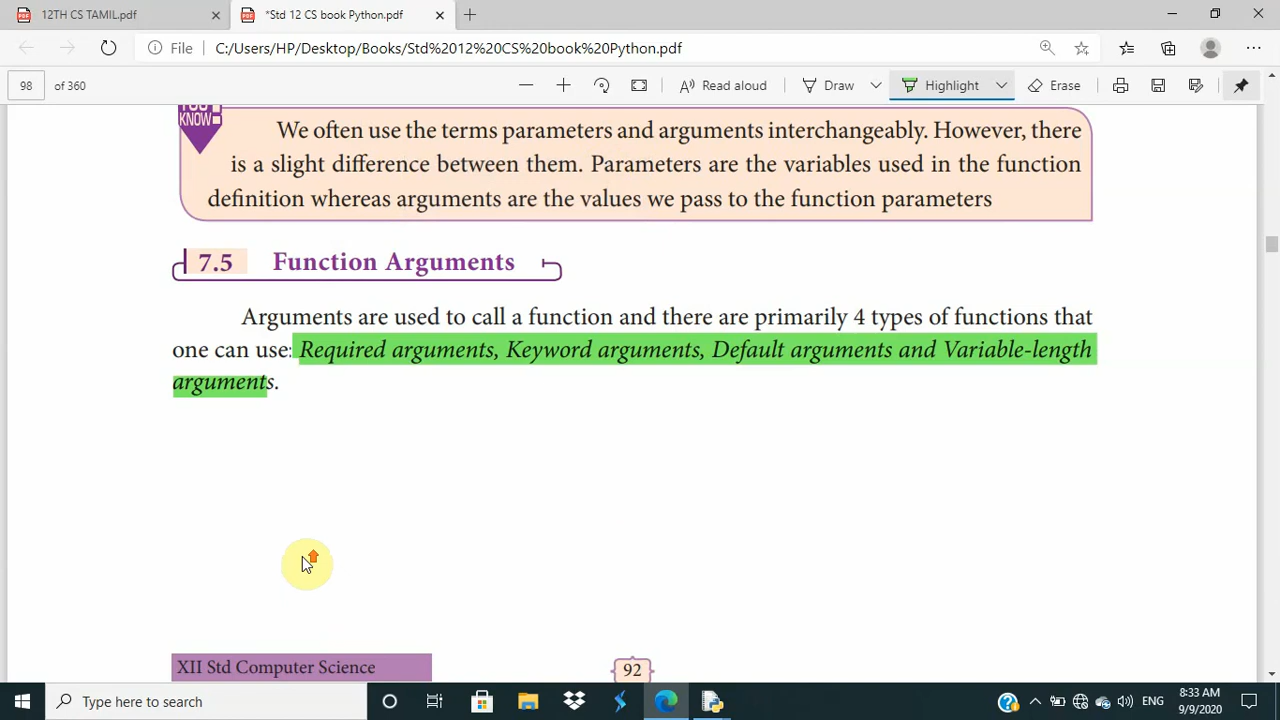 12TH CS TAMIL.pdf
*Std 12 CS book Python.pdf
File C:/Users/HP/Desktop/Books/Std%2012%20CS%20book%20Python.pdf
98 of 360 Read aloud Draw Highlight Erase
YOU
KNOW
We often use the terms parameters and arguments interchangeably. However, there
is a slight difference between them. Parameters are the variables used in the function
definition whereas arguments are the values we pass to the function parameters
7.5 Function Arguments
Arguments are used to call a function and there are primarily 4 types of functions that
one can use: Required arguments, Keyword arguments, Default arguments and Variable-length
arguments.
XII Std Computer Science 92
Type here to search
ENG
8:33 AM
9/9/2020